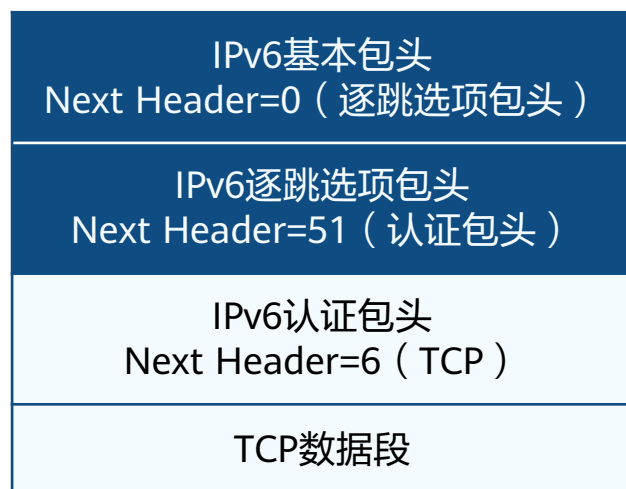 IPv6基本包头
Next Header=0（逐跳选项包头）
IPv6逐跳选项包头
Next Header=51（认证包头）
IPv6认证包头
Next Header=6（TCP）
TCP数据段